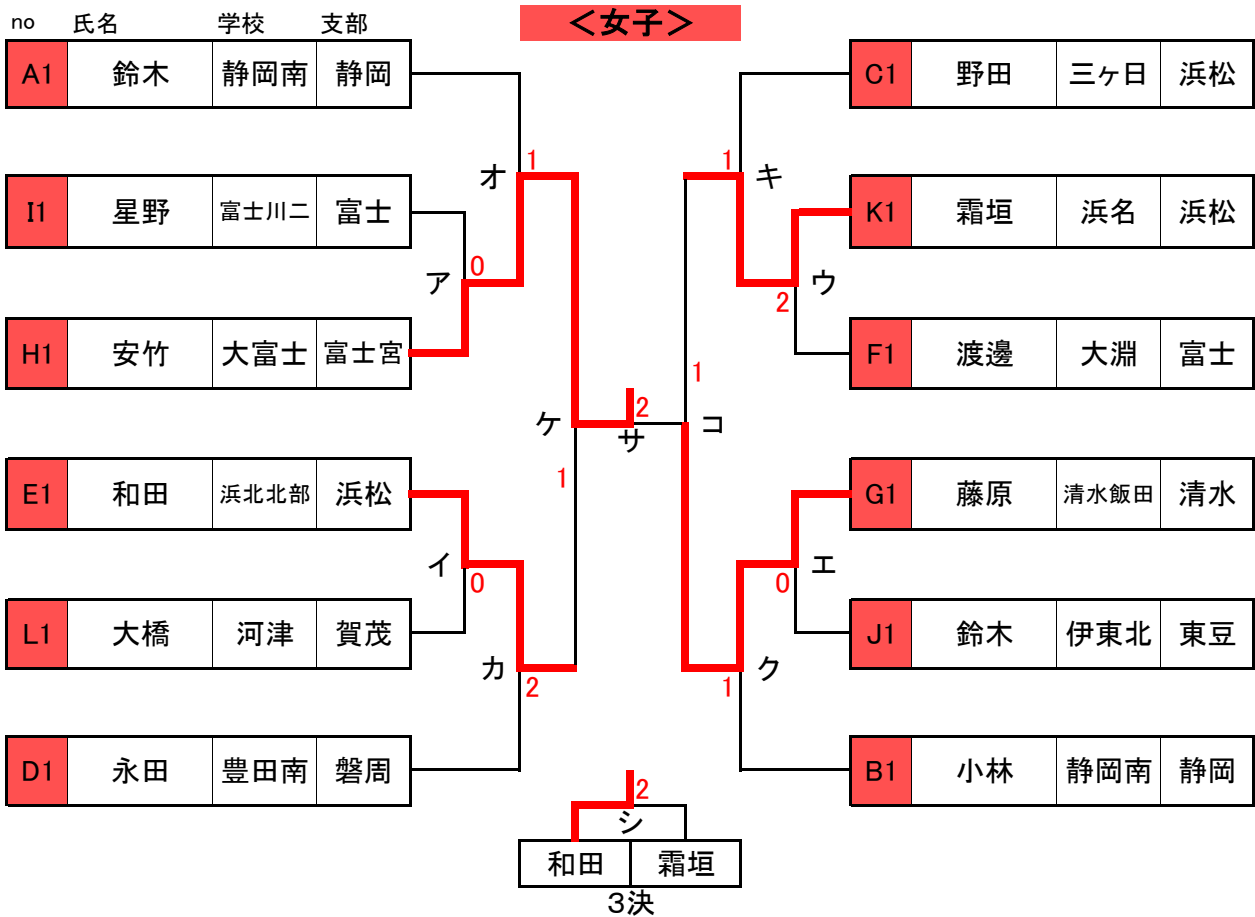 ＜女子＞
no 氏名 学校 支部
A1 鈴木 静岡南 静岡
C1 野田 三ヶ日 浜松
1
1
オ
キ
I1 星野 富士川二 富士
K1 霜垣 浜名 浜松
0
ア
ウ
2
H1 安竹 大富士 富士宮
F1 渡邊 大淵 富士
1
2
ケ
サ
コ
1
E1 和田 浜北北部 浜松
G1 藤原 清水飯田 清水
イ
エ
0
0
L1 大橋 河津 賀茂
J1 鈴木 伊東北 東豆
カ
ク
2
1
D1 永田 豊田南 磐周
B1 小林 静岡南 静岡
2
シ
和田 霜垣
３決